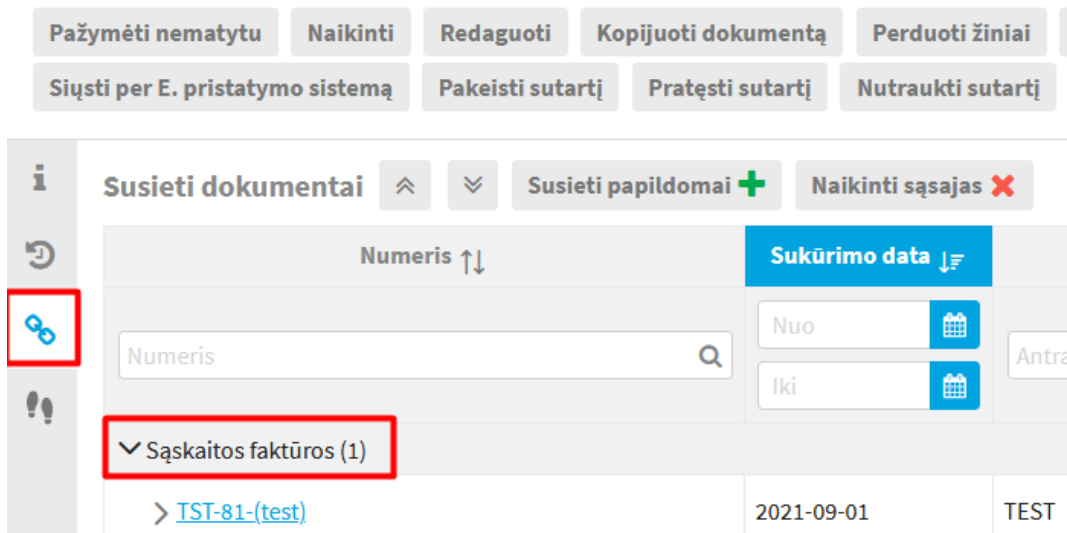 Pažymėti nematytu Naikinti Redaguoti Kopijuoti dokumentą Perduoti žiniai
Siųsti per E. pristatymo sistemą Pakeisti sutartį Pratęsti sutartį Nutraukti sutartį
Susieti dokumentai Susieti papildomai Naikinti sąsajas
Numeris Sukūrimo data
Nuo
Numeris Antra
Iki
Sąskaitos faktūros (1)
TST-81-(test) 2021-09-01 TEST